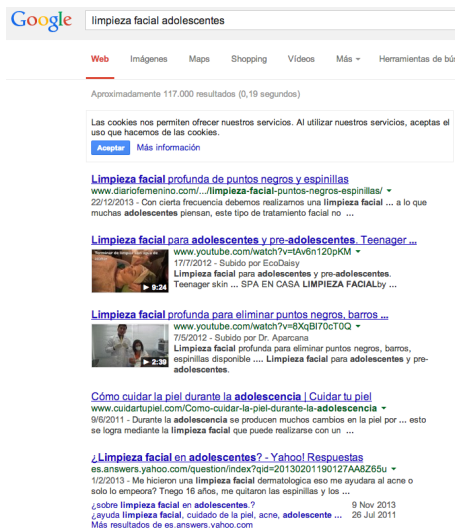 Google
limpieza facial adolescentes
Web Imágenes Maps Shopping Vídeos Más Herramientas de bú
Aproximadamente 117.000 resultados (0,19 segundos)
Las cookies nos permiten ofrecer nuestros servicios. Al utilizar nuestros servicios, aceptas el
uso que hacemos de las cookies.
Aceptar Más información
Limpieza facial profunda de puntos negros y espinillas
www.diariofemenino.com/.../limpieza-facial-puntos-negros-espinillas/
22/12/2013 - Con cierta frecuencia debemos realizarnos una limpieza facial ... a lo que
muchas adolescentes piensan, este tipo de tratamiento facial no ...
Limpieza facial para adolescentes y pre-adolescentes. Teenager ...
www.youtube.com/watch?v=tAv6n120pKM
17/7/2012 - Subido por EcoDaisy
Limpieza facial para adolescentes y pre-adolescentes.
Teenager skin ... SPA EN CASA LIMPIEZA FACIALby ...
9:24
Limpieza facial profunda para eliminar puntos negros, barros ...
www.youtube.com/watch?v=8XqBI70cT0Q
7/5/2012 - Subido por Dr. Aparcana
Limpieza facial profunda para eliminar puntos negros, barros,
espinillas disponible .... Limpieza facial para adolescentes y pre-
adolescentes.
2:39
Cómo cuidar la piel durante la adolescencia | Cuidar tu piel
www.cuidartupiel.com/Como-cuidar-la-piel-durante-la-adolescencia
9/6/2011 - Durante la adolescencia se producen muchos cambios en la piel por ... esto
se logra mediante la limpieza facial que puede realizarse con un ...
¿Limpieza facial en adolescentes? - Yahoo! Respuestas
es.answers.yahoo.com/question/index?qid=20130201190127AA8Z65u
1/2/2013 - Me hicieron una limpieza facial dermatologica eso me ayudara al acne o
solo lo empeora? Tnego 16 años, me quitaron las espinillas y los ...
¿sobre limpieza facial en adolescentes.? 9 Nov 2013
¿ayuda limpieza facial, cuidado de la piel, acne, adolescente ... 26 Jul 2011
Más resultados de es.answers.yahoo.com